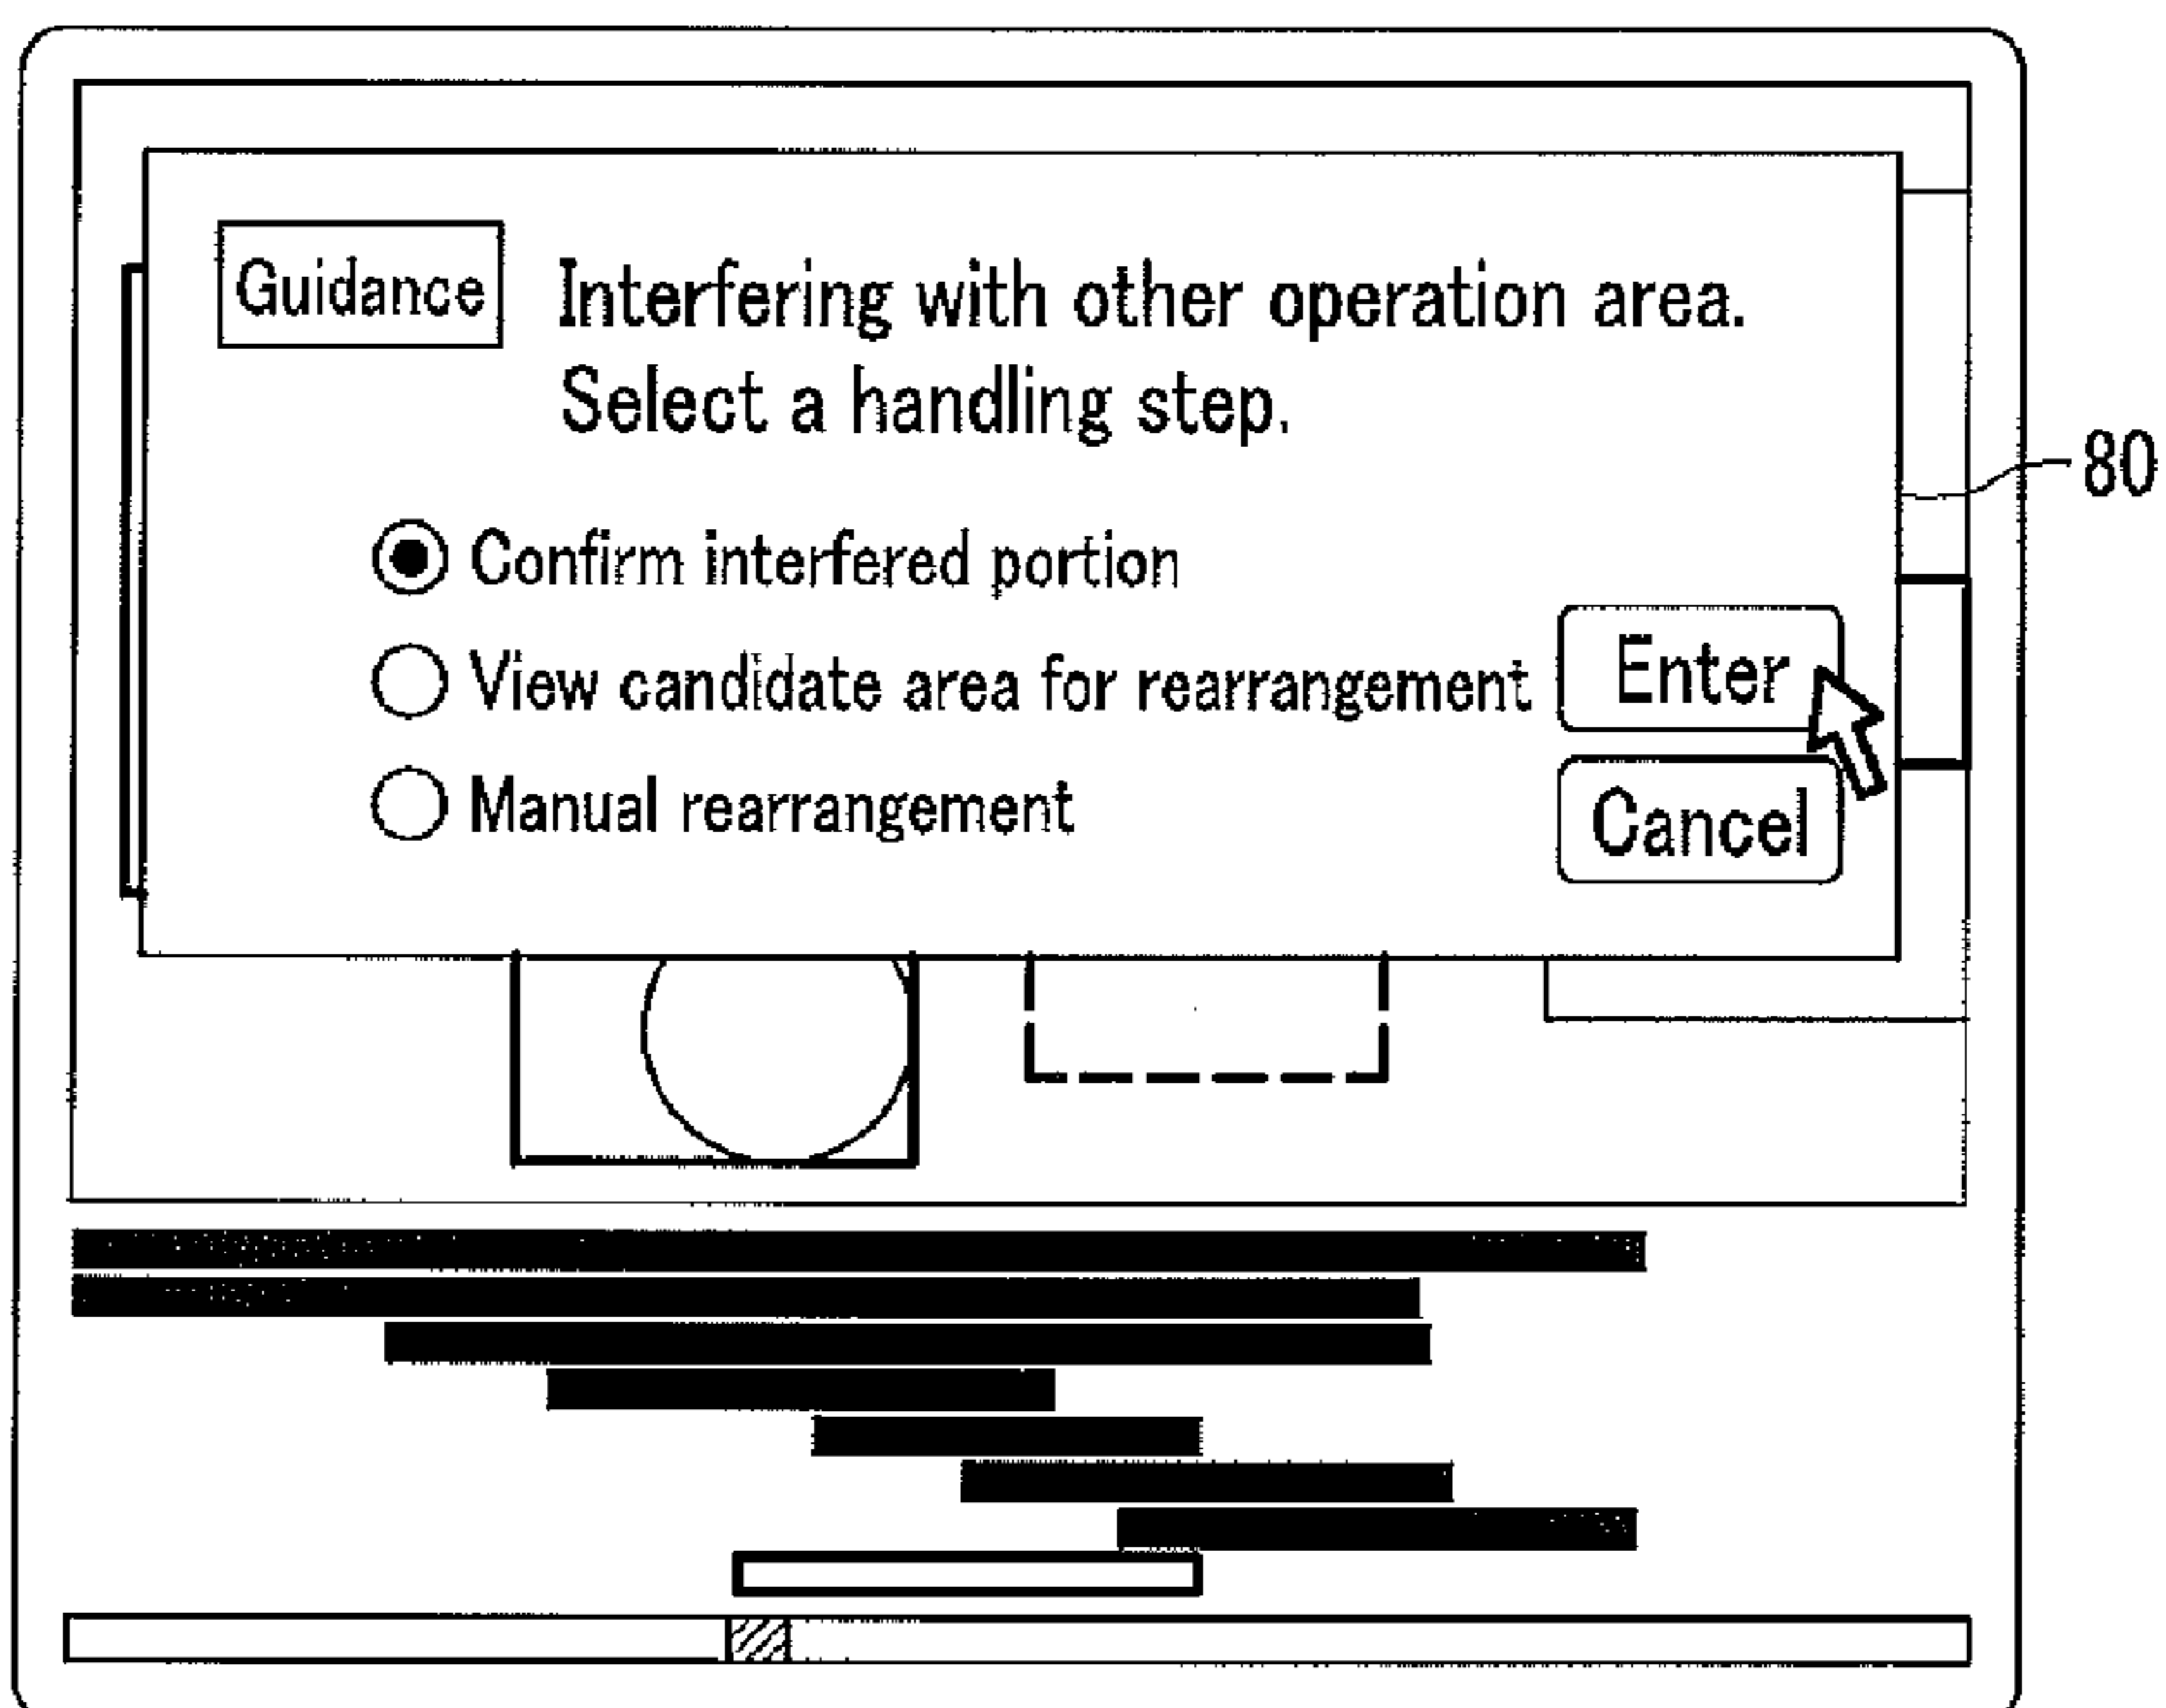 Guidance Interfering with other operation area.
Select a handling step.
80
Confirm interfered portion
View candidate area for rearrangement
Enter
Manual rearrangement
Cancel